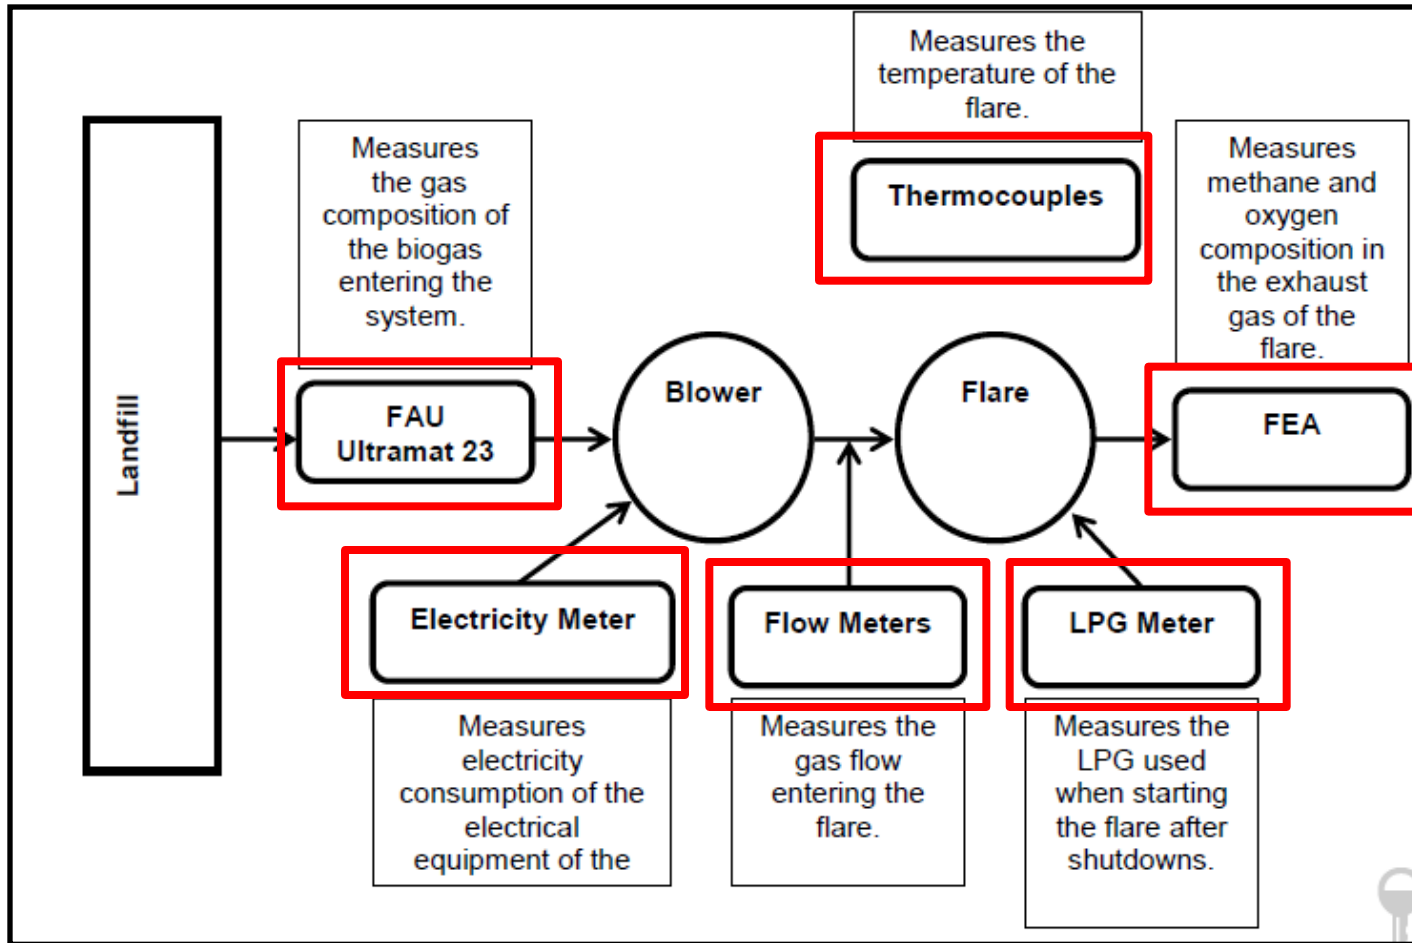 Measures the
temperature of the
flare.
Thermocouples
Measures
the gas
composition of
the biogas
entering the
system.
Measures
methane and
oxygen
composition in
the exhaust
gas of the
flare.
Landfill
FAU
Ultramat 23
Blower
Flare
FEA
Electricity Meter
Flow Meters
LPG Meter
Measures
electricity
consumption of the
electrical
equipment of the
Measures the
gas flow
entering the
flare.
Measures the
LPG used
when starting
the flare after
shutdowns.